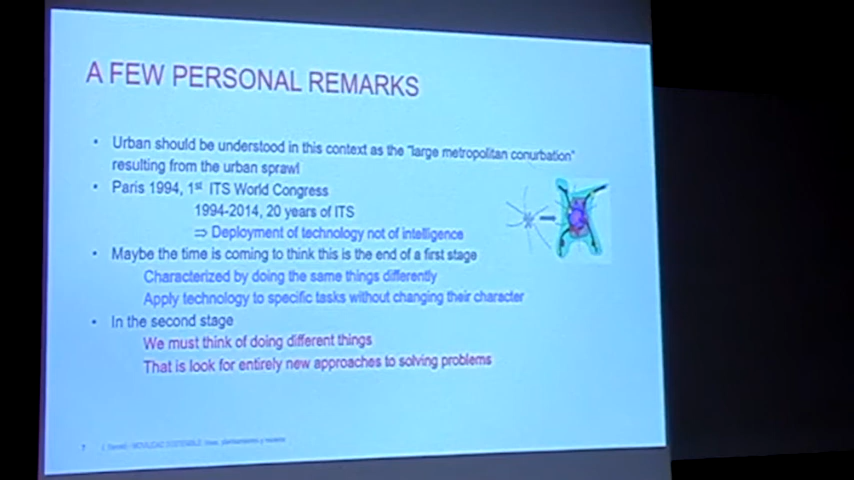 A FEW PERSONAL REMARKS
• Urban should be understood in this context as the "large metropolitan conurbation"
resulting from the urban sprawl
• Paris 1994, 1st ITS World Congress
1994-2014, 20 years of ITS
⇒ Deployment of technology not of intelligence
• Maybe the time is coming to think this is the end of a first stage
Characterized by doing the same things differently
Apply technology to specific tasks without changing their character
• In the second stage
We must think of doing different things
That is look for entirely new approaches to solving problems
7 MOVILIDAD SOSTENIBLE